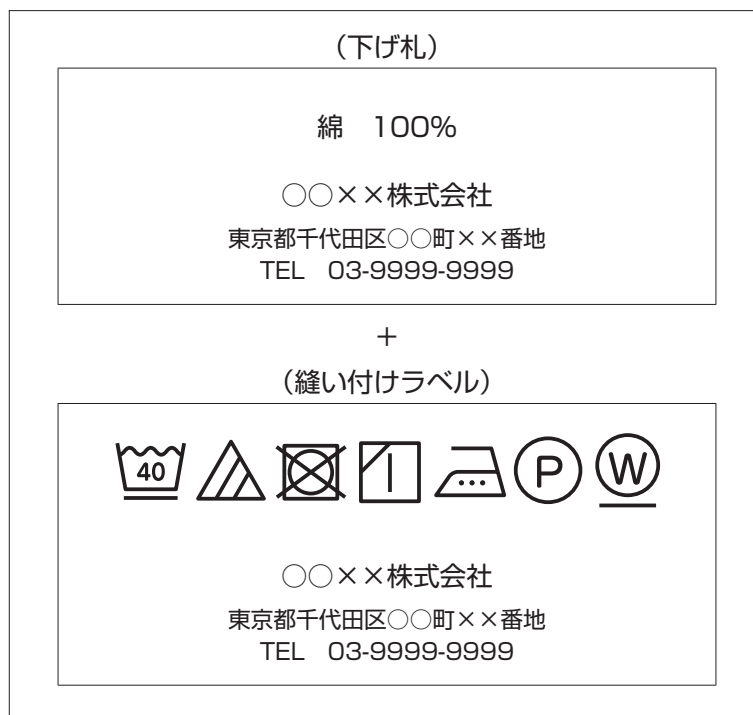 (下げ札)
綿　100%
○○××株式会社
東京都千代田区○○町××番地
TEL　03-9999-9999
+
(縫い付けラベル)
40 P W
○○××株式会社
東京都千代田区○○町××番地
TEL　03-9999-9999